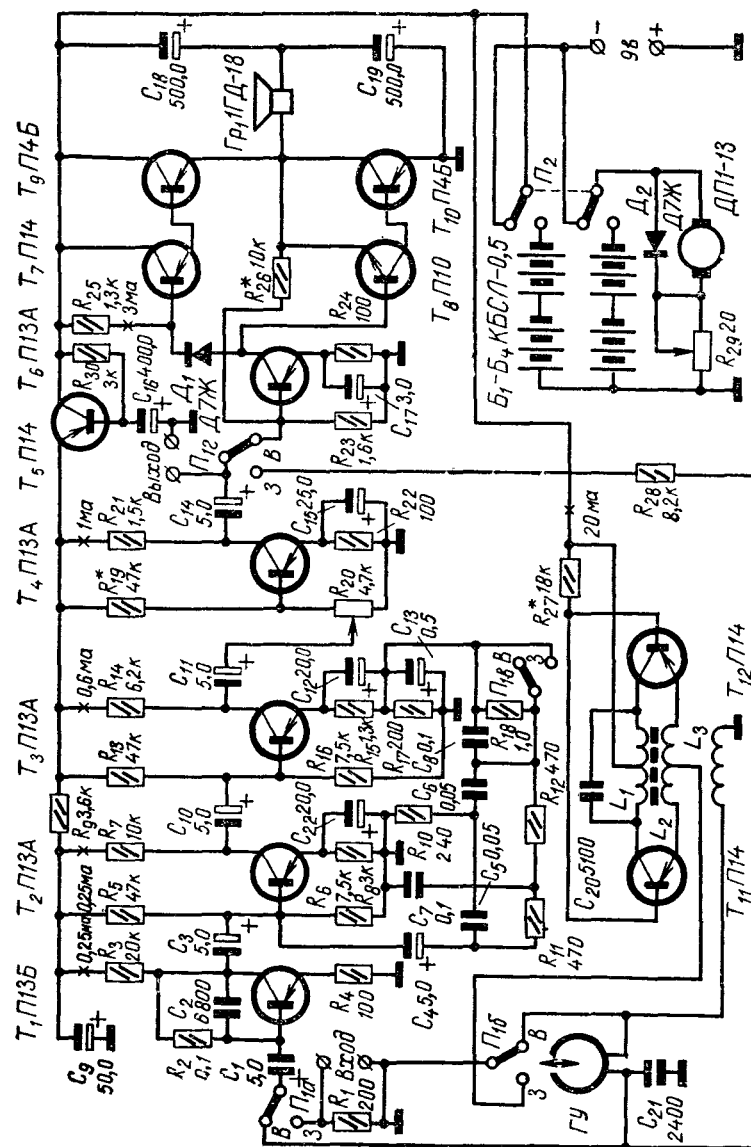 T₁ П13Б
T₂ П13А
T₃ П13А
T₄ П13А
T₅ П14
T₆ П13А
T₇ П14
T₉ П4Б
C₉
50,0
0,25ма
R₃
20к
R₂
0,1
C₂
6800
C₁
5,0
R₄
100
C₃
5,0
R₅
47к
0,25ма
R₇
10к
R₉ 3,6к
C₁₀
5,0
C₂₂ 20,0
R₆
7,5к
R₈ 3к
R₁₀
240
C₇
0,1
C₄ 5,0
C₅ 0,05
C₆
0,05
R₁₁
470
R₁₂ 470
R₁₃
47к
0,6ма
R₁₄
6,2к
C₁₁
5,0
C₁₂ 20,0
R₁₆
7,5к
R₁₅ 1,3к
R₁₇ 200
C₁₃
0,5
C₈ 0,1
R₁₈
1,0
П1в
В
З
R₁₉*
47к
1ма
R₂₁
1,5к
C₁₄
5,0
C₁₅ 25,0
R₂₀
4,7к
R₂₂
100
Выход
П1г
В
З
R₃₀
3к
C₁₆ 400,0
R₂₅
1,3к
3ма
Д₁
Д7Ж
R₂₃
1,6к
C₁₇ 3,0
R₂₄
100
R₂₆* 10к
T₈ П10
T₁₀ П4Б
C₁₈
500,0
C₁₉
500,0
Гр₁ 1ГД-18
П1а
В
З
R₁
200
Вход
П1б
В
З
ГУ
C₂₁
2400
T₁₁ П14
T₁₂ П14
C₂₀ 5100
L₁
L₂
L₃
R₂₇* 18к
20ма
R₂₈
8,2к
Б₁-Б₄ КБСЛ-0,5
П₂
Д₂
Д7Ж
R₂₉ 20
ДП1-13
-
9в
+